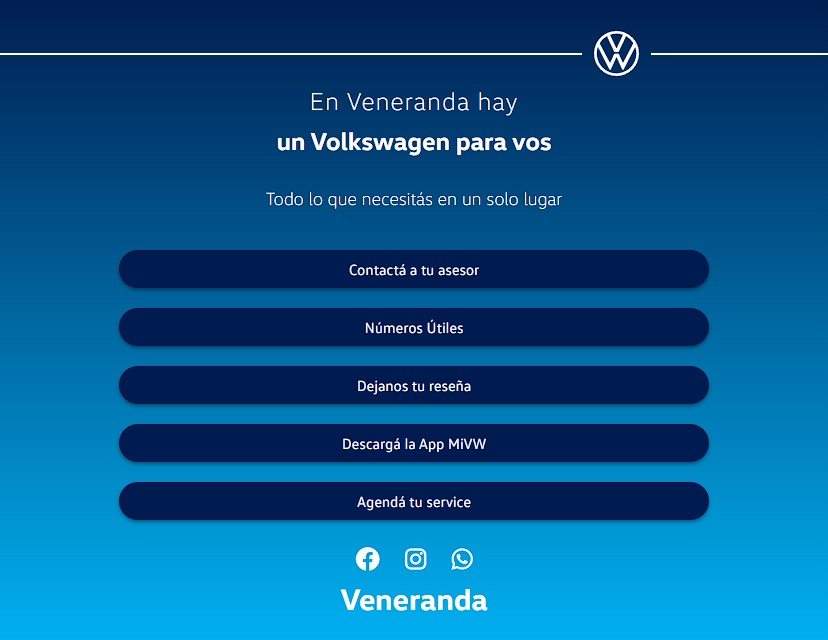 En Veneranda hay
un Volkswagen para vos
Todo lo que necesitás en un solo lugar
Contactá a tu asesor
Números Útiles
Dejanos tu reseña
Descargá la App MiVW
Agendá tu service
Veneranda